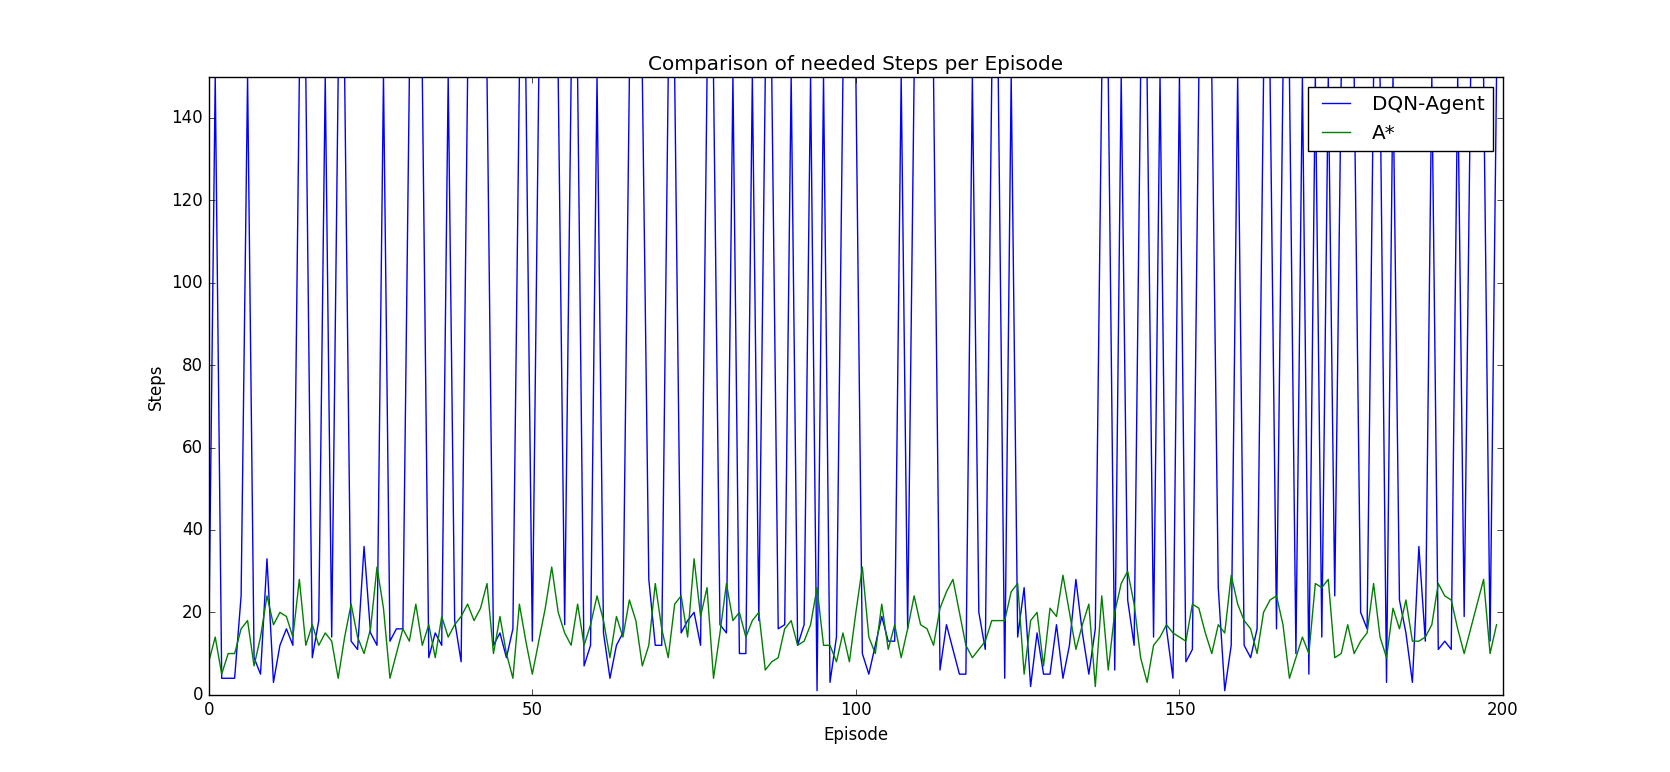 Comparison of needed Steps per Episode
DQN-Agent
A*
140
120
100
80
60
40
20
0
Steps
0 50 100 150 200
Episode